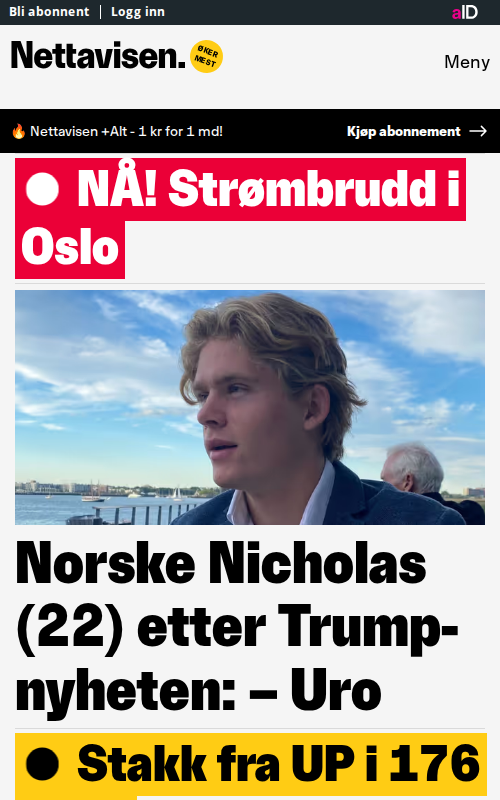 Bli abonnent | Logg inn
aID
Nettavisen.
ØKER
MEST
Meny
Nettavisen +Alt - 1 kr for 1 md!
Kjøp abonnement
NÅ! Strømbrudd i
Oslo
Norske Nicholas
(22) etter Trump-
nyheten: – Uro
Stakk fra UP i 176